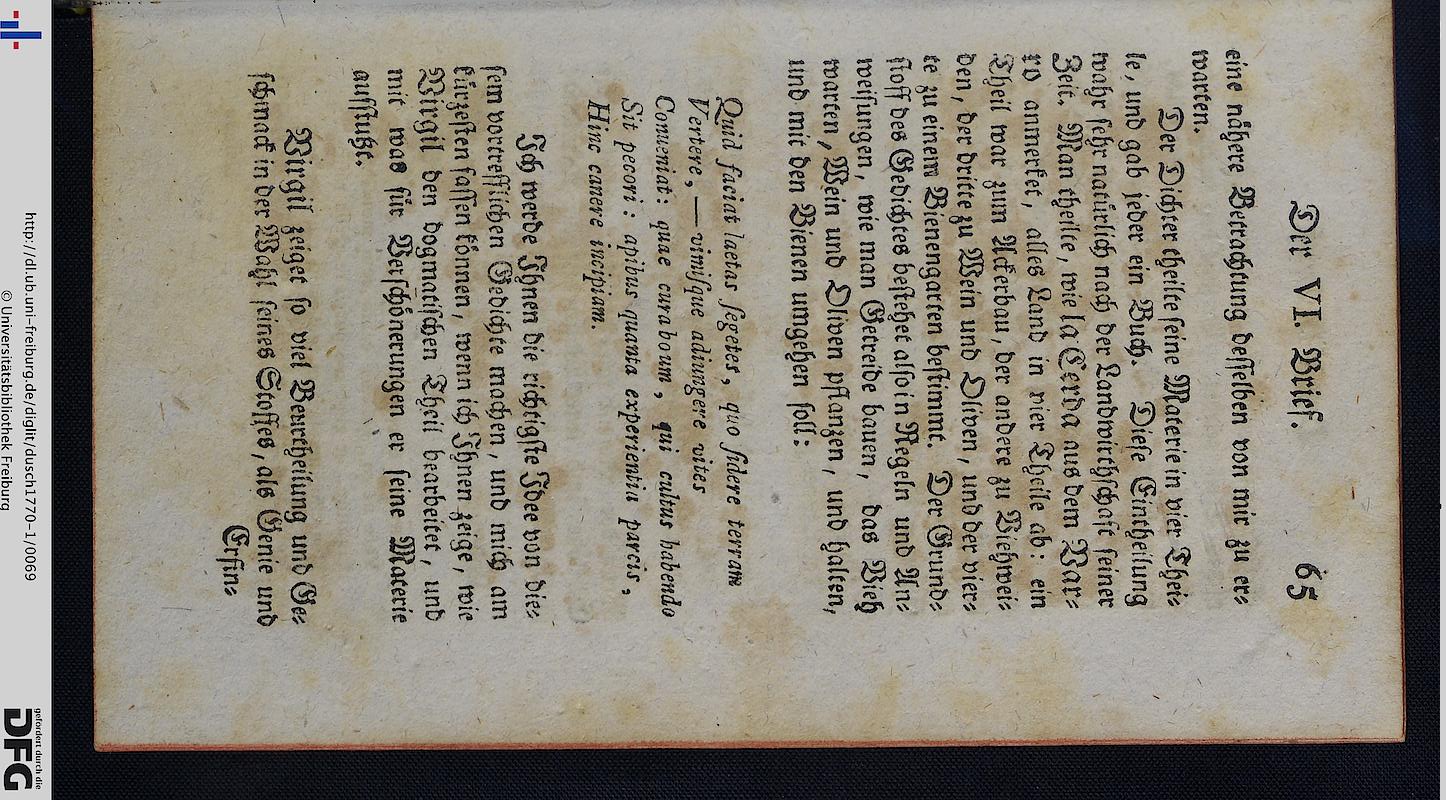 Der VI. Brief. 65
eine nähere Betrachtung desselben von mir zu er-
warten.
Der Dichter theilte seine Materie in vier Thei-
le, und gab jeder ein Buch. Diese Eintheilung
wahr sehr natürlich nach der Landwirthschaft seiner
Zeit. Man theilte, wie la Cerda aus dem Var-
ro anmerket, alles Land in vier Theile ab: ein
Theil war zum Ackerbau, der andere zu Viehwei-
den, der dritte zu Wein und Oliven, und der vier-
te zu einem Bienengarten bestimmt. Der Grund-
stoff des Gedichtes bestehet also in Regeln und An-
weisungen, wie man Getreide bauen, das Vieh
warten, Wein und Oliven pflanzen, und halten,
und mit den Bienen umgehen soll:
Quid faciat laetas segetes, quo sidere terram
Vertere, — vimisque adiungere vites
Conveniat: quae cura boum, qui cultus habendo
Sit pecori: apibus quanta experientia parcis,
Hinc canere incipiam.
Ich werde Ihnen die richtigste Idee von die-
sem vortrefflichen Gedichte machen, und mich am
kürzesten fassen können, wenn ich Ihnen zeige, wie
Virgil den dogmatischen Theil bearbeitet, und
mit was für Verschönerungen er seine Materie
aufstutzt.
Virgil zeiget so viel Beurtheilung und Ge-
schmack in der Wahl seines Stoffes, als Genie und
Erfin-
http://dl.ub.uni-freiburg.de/diglit/dusch1770-1/0069
© Universitätsbibliothek Freiburg
gefördert durch die
DFG